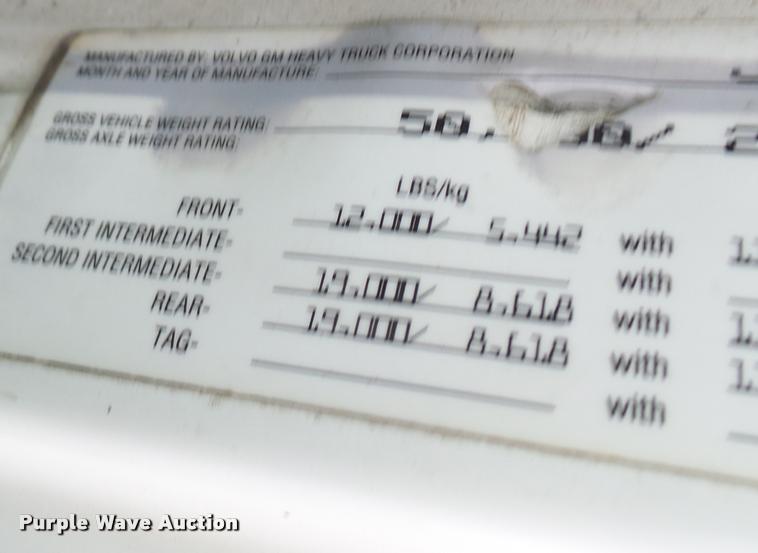 MANUFACTURED BY: VOLVO GM HEAVY TRUCK CORPORATION
MONTH AND YEAR OF MANUFACTURE:
GROSS VEHICLE WEIGHT RATING: 50,
GROSS AXLE WEIGHT RATING:
LBS/kg
FRONT- 12.000/ 5.442 with
FIRST INTERMEDIATE- with
SECOND INTERMEDIATE- 19.000/ 8.618 with
REAR- 19.000/ 8.618 with
TAG- with
Purple Wave Auction